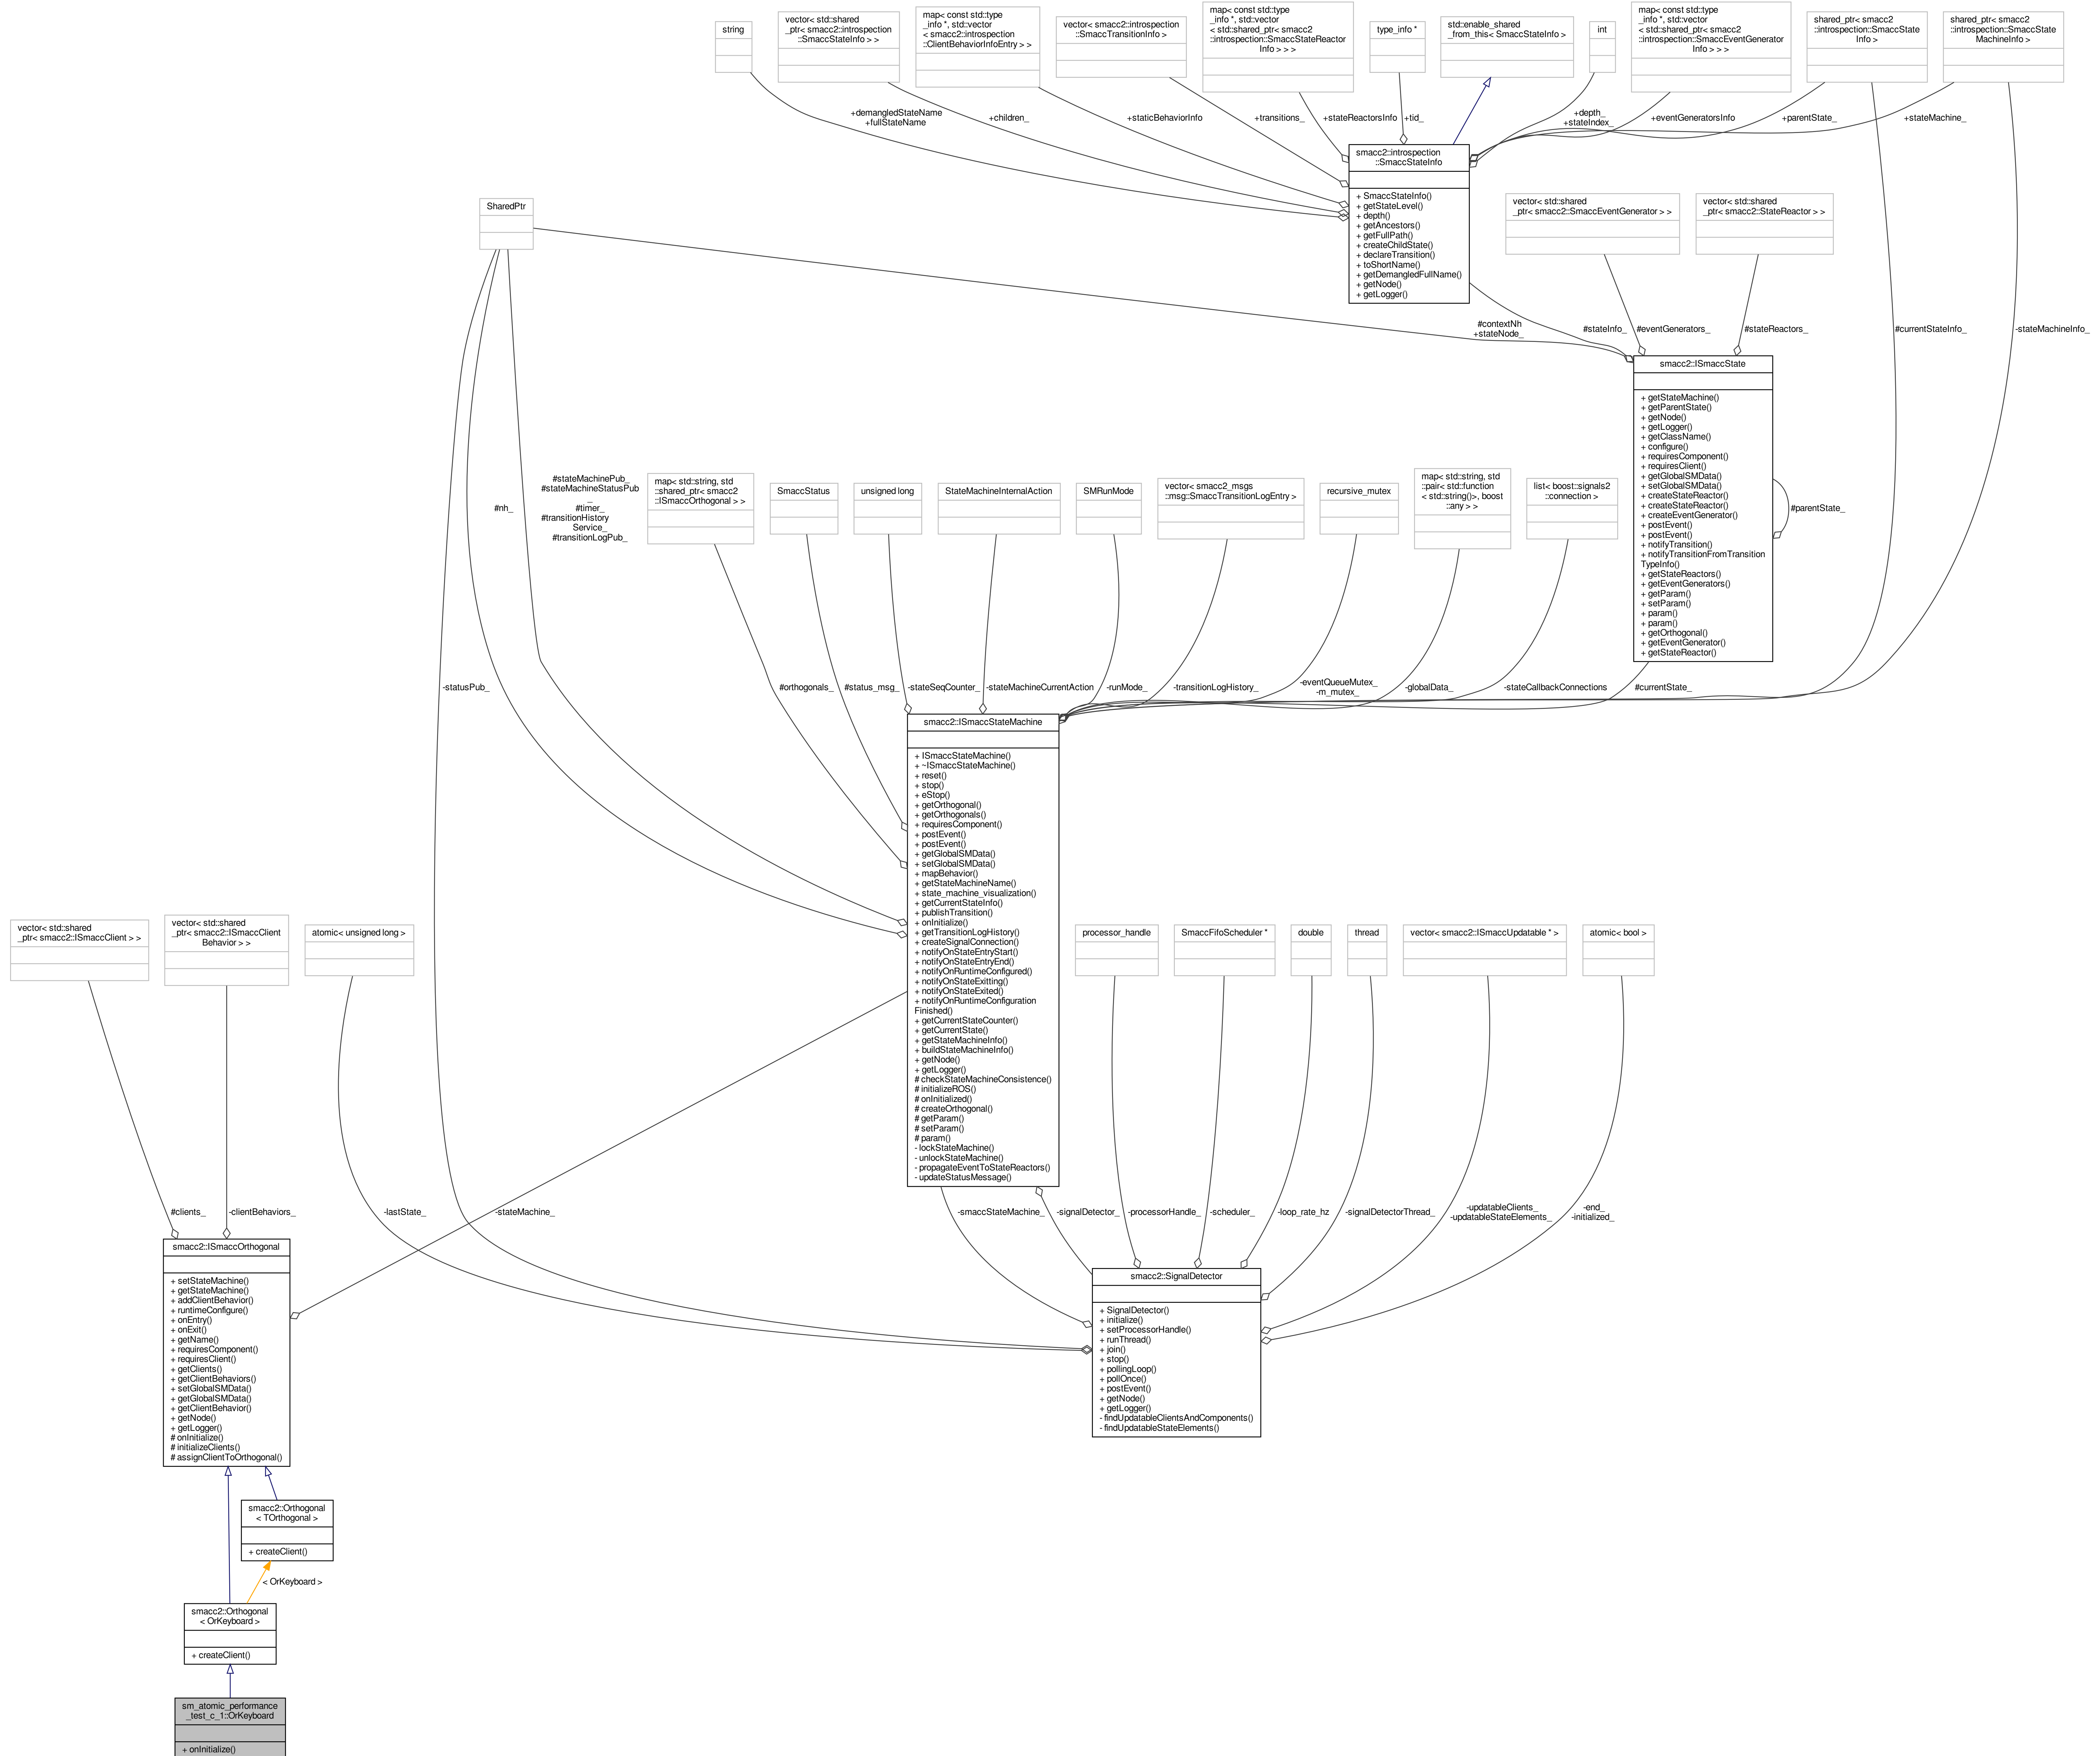 string
vector< std::shared
_ptr< smacc2::introspection
::SmaccStateInfo > >
map< const std::type
_info *, std::vector
< smacc2::introspection
::ClientBehaviorInfoEntry > >
vector< smacc2::introspection
::SmaccTransitionInfo >
map< const std::type
_info *, std::vector
< std::shared_ptr< smacc2
::introspection::SmaccStateReactor
Info > > >
type_info *
std::enable_shared
_from_this< SmaccStateInfo >
int
map< const std::type
_info *, std::vector
< std::shared_ptr< smacc2
::introspection::SmaccEventGenerator
Info > > >
shared_ptr< smacc2
::introspection::SmaccState
Info >
shared_ptr< smacc2
::introspection::SmaccState
MachineInfo >
+demangledStateName
+fullStateName
+children_
+staticBehaviorInfo
+transitions_
+stateReactorsInfo
+tid_
+depth_
+stateIndex_
+eventGeneratorsInfo
+parentState_
+stateMachine_
smacc2::introspection
::SmaccStateInfo
+ SmaccStateInfo()
+ getStateLevel()
+ depth()
+ getAncestors()
+ getFullPath()
+ createChildState()
+ declareTransition()
+ toShortName()
+ getDemangledFullName()
+ getNode()
+ getLogger()
SharedPtr
vector< std::shared
_ptr< smacc2::SmaccEventGenerator > >
vector< std::shared
_ptr< smacc2::StateReactor > >
#contextNh
+stateNode_
#stateInfo_
#eventGenerators_
#stateReactors_
#currentStateInfo_
-stateMachineInfo_
smacc2::ISmaccState
+ getStateMachine()
+ getParentState()
+ getNode()
+ getLogger()
+ getClassName()
+ configure()
+ requiresComponent()
+ requiresClient()
+ getGlobalSMData()
+ setGlobalSMData()
+ createStateReactor()
+ createStateReactor()
+ createEventGenerator()
+ postEvent()
+ postEvent()
+ notifyTransition()
+ notifyTransitionFromTransition
TypeInfo()
+ getStateReactors()
+ getEventGenerators()
+ getParam()
+ setParam()
+ param()
+ param()
+ getOrthogonal()
+ getEventGenerator()
+ getStateReactor()
#parentState_
#nh_
#stateMachinePub_
#stateMachineStatusPub
_
#timer_
#transitionHistory
Service_
#transitionLogPub_
map< std::string, std
::shared_ptr< smacc2
::ISmaccOrthogonal > >
SmaccStatus
unsigned long
StateMachineInternalAction
SMRunMode
vector< smacc2_msgs
::msg::SmaccTransitionLogEntry >
recursive_mutex
map< std::string, std
::pair< std::function
< std::string()>, boost
::any > >
list< boost::signals2
::connection >
-statusPub_
#orthogonals_
#status_msg_
-stateSeqCounter_
-stateMachineCurrentAction
-runMode_
-transitionLogHistory_
-eventQueueMutex_
-m_mutex_
-globalData_
-stateCallbackConnections
#currentState_
smacc2::ISmaccStateMachine
+ ISmaccStateMachine()
+ ~ISmaccStateMachine()
+ reset()
+ stop()
+ eStop()
+ getOrthogonal()
+ getOrthogonals()
+ requiresComponent()
+ postEvent()
+ postEvent()
+ getGlobalSMData()
+ setGlobalSMData()
+ mapBehavior()
+ getStateMachineName()
+ state_machine_visualization()
+ getCurrentStateInfo()
+ publishTransition()
+ onInitialize()
+ getTransitionLogHistory()
+ createSignalConnection()
+ notifyOnStateEntryStart()
+ notifyOnStateEntryEnd()
+ notifyOnRuntimeConfigured()
+ notifyOnStateExitting()
+ notifyOnStateExited()
+ notifyOnRuntimeConfiguration
Finished()
+ getCurrentStateCounter()
+ getCurrentState()
+ getStateMachineInfo()
+ buildStateMachineInfo()
+ getNode()
+ getLogger()
# checkStateMachineConsistence()
# initializeROS()
# onInitialized()
# createOrthogonal()
# getParam()
# setParam()
# param()
- lockStateMachine()
- unlockStateMachine()
- propagateEventToStateReactors()
- updateStatusMessage()
vector< std::shared
_ptr< smacc2::ISmaccClient > >
vector< std::shared
_ptr< smacc2::ISmaccClient
Behavior > >
atomic< unsigned long >
processor_handle
SmaccFifoScheduler *
double
thread
vector< smacc2::ISmaccUpdatable * >
atomic< bool >
#clients_
-clientBehaviors_
-lastState_
-stateMachine_
-smaccStateMachine_
-signalDetector_
-processorHandle_
-scheduler_
-loop_rate_hz
-signalDetectorThread_
-updatableClients_
-updatableStateElements_
-end_
-initialized_
smacc2::ISmaccOrthogonal
+ setStateMachine()
+ getStateMachine()
+ addClientBehavior()
+ runtimeConfigure()
+ onEntry()
+ onExit()
+ getName()
+ requiresComponent()
+ requiresClient()
+ getClients()
+ getClientBehaviors()
+ setGlobalSMData()
+ getGlobalSMData()
+ getClientBehavior()
+ getNode()
+ getLogger()
# onInitialize()
# initializeClients()
# assignClientToOrthogonal()
smacc2::SignalDetector
+ SignalDetector()
+ initialize()
+ setProcessorHandle()
+ runThread()
+ join()
+ stop()
+ pollingLoop()
+ pollOnce()
+ postEvent()
+ getNode()
+ getLogger()
- findUpdatableClientsAndComponents()
- findUpdatableStateElements()
smacc2::Orthogonal
< TOrthogonal >
+ createClient()
< OrKeyboard >
smacc2::Orthogonal
< OrKeyboard >
+ createClient()
sm_atomic_performance
_test_c_1::OrKeyboard
+ onInitialize()